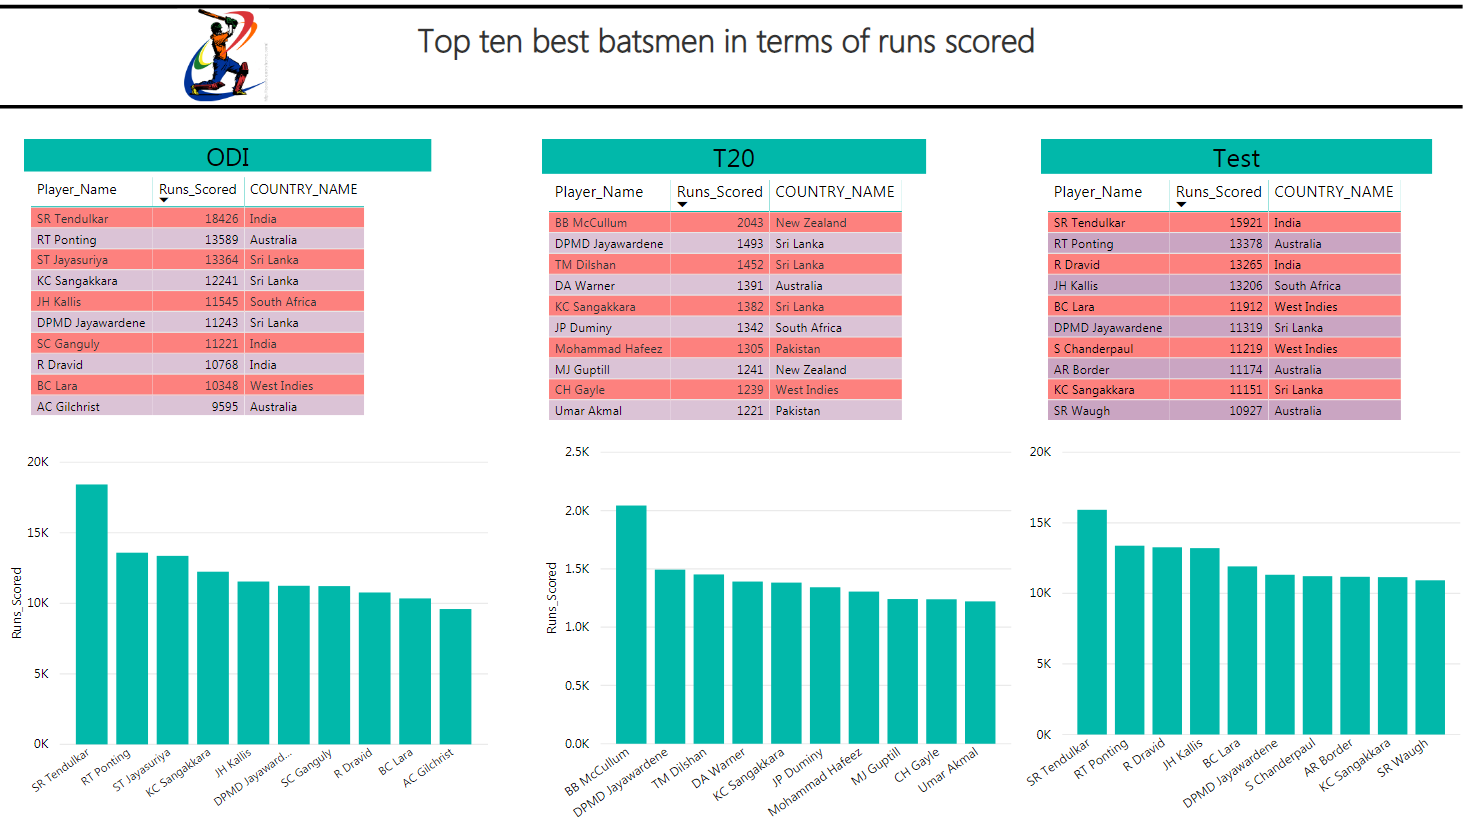 Top ten best batsmen in terms of runs scored
ODI
Player_Name Runs_Scored COUNTRY_NAME
SR Tendulkar 18426 India
RT Ponting 13589 Australia
ST Jayasuriya 13364 Sri Lanka
KC Sangakkara 12241 Sri Lanka
JH Kallis 11545 South Africa
DPMD Jayawardene 11243 Sri Lanka
SC Ganguly 11221 India
R Dravid 10768 India
BC Lara 10348 West Indies
AC Gilchrist 9595 Australia
T20
Player_Name Runs_Scored COUNTRY_NAME
BB McCullum 2043 New Zealand
DPMD Jayawardene 1493 Sri Lanka
TM Dilshan 1452 Sri Lanka
DA Warner 1391 Australia
KC Sangakkara 1382 Sri Lanka
JP Duminy 1342 South Africa
Mohammad Hafeez 1305 Pakistan
MJ Guptill 1241 New Zealand
CH Gayle 1239 West Indies
Umar Akmal 1221 Pakistan
Test
Player_Name Runs_Scored COUNTRY_NAME
SR Tendulkar 15921 India
RT Ponting 13378 Australia
R Dravid 13265 India
JH Kallis 13206 South Africa
BC Lara 11912 West Indies
DPMD Jayawardene 11319 Sri Lanka
S Chanderpaul 11219 West Indies
AR Border 11174 Australia
KC Sangakkara 11151 Sri Lanka
SR Waugh 10927 Australia
Runs_Scored
20K
15K
10K
5K
0K
SR Tendulkar
RT Ponting
ST Jayasuriya
KC Sangakkara
JH Kallis
DPMD Jayaward...
SC Ganguly
R Dravid
BC Lara
AC Gilchrist
Runs_Scored
2.5K
2.0K
1.5K
1.0K
0.5K
0.0K
BB McCullum
DPMD Jayawardene
TM Dilshan
DA Warner
KC Sangakkara
JP Duminy
Mohammad Hafeez
MJ Guptill
CH Gayle
Umar Akmal
20K
15K
10K
5K
0K
SR Tendulkar
RT Ponting
R Dravid
JH Kallis
BC Lara
DPMD Jayawardene
S Chanderpaul
AR Border
KC Sangakkara
SR Waugh